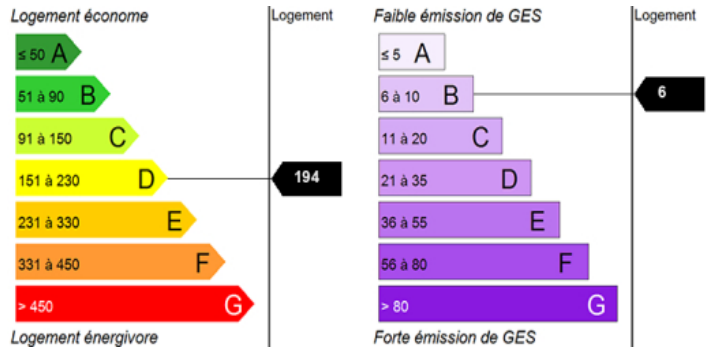 Logement économe
Logement
≤ 50 A
51 à 90 B
91 à 150 C
151 à 230 D
194
231 à 330 E
331 à 450 F
> 450 G
Logement énergivore
Faible émission de GES
Logement
≤ 5 A
6 à 10 B
6
11 à 20 C
21 à 35 D
36 à 55 E
56 à 80 F
> 80 G
Forte émission de GES